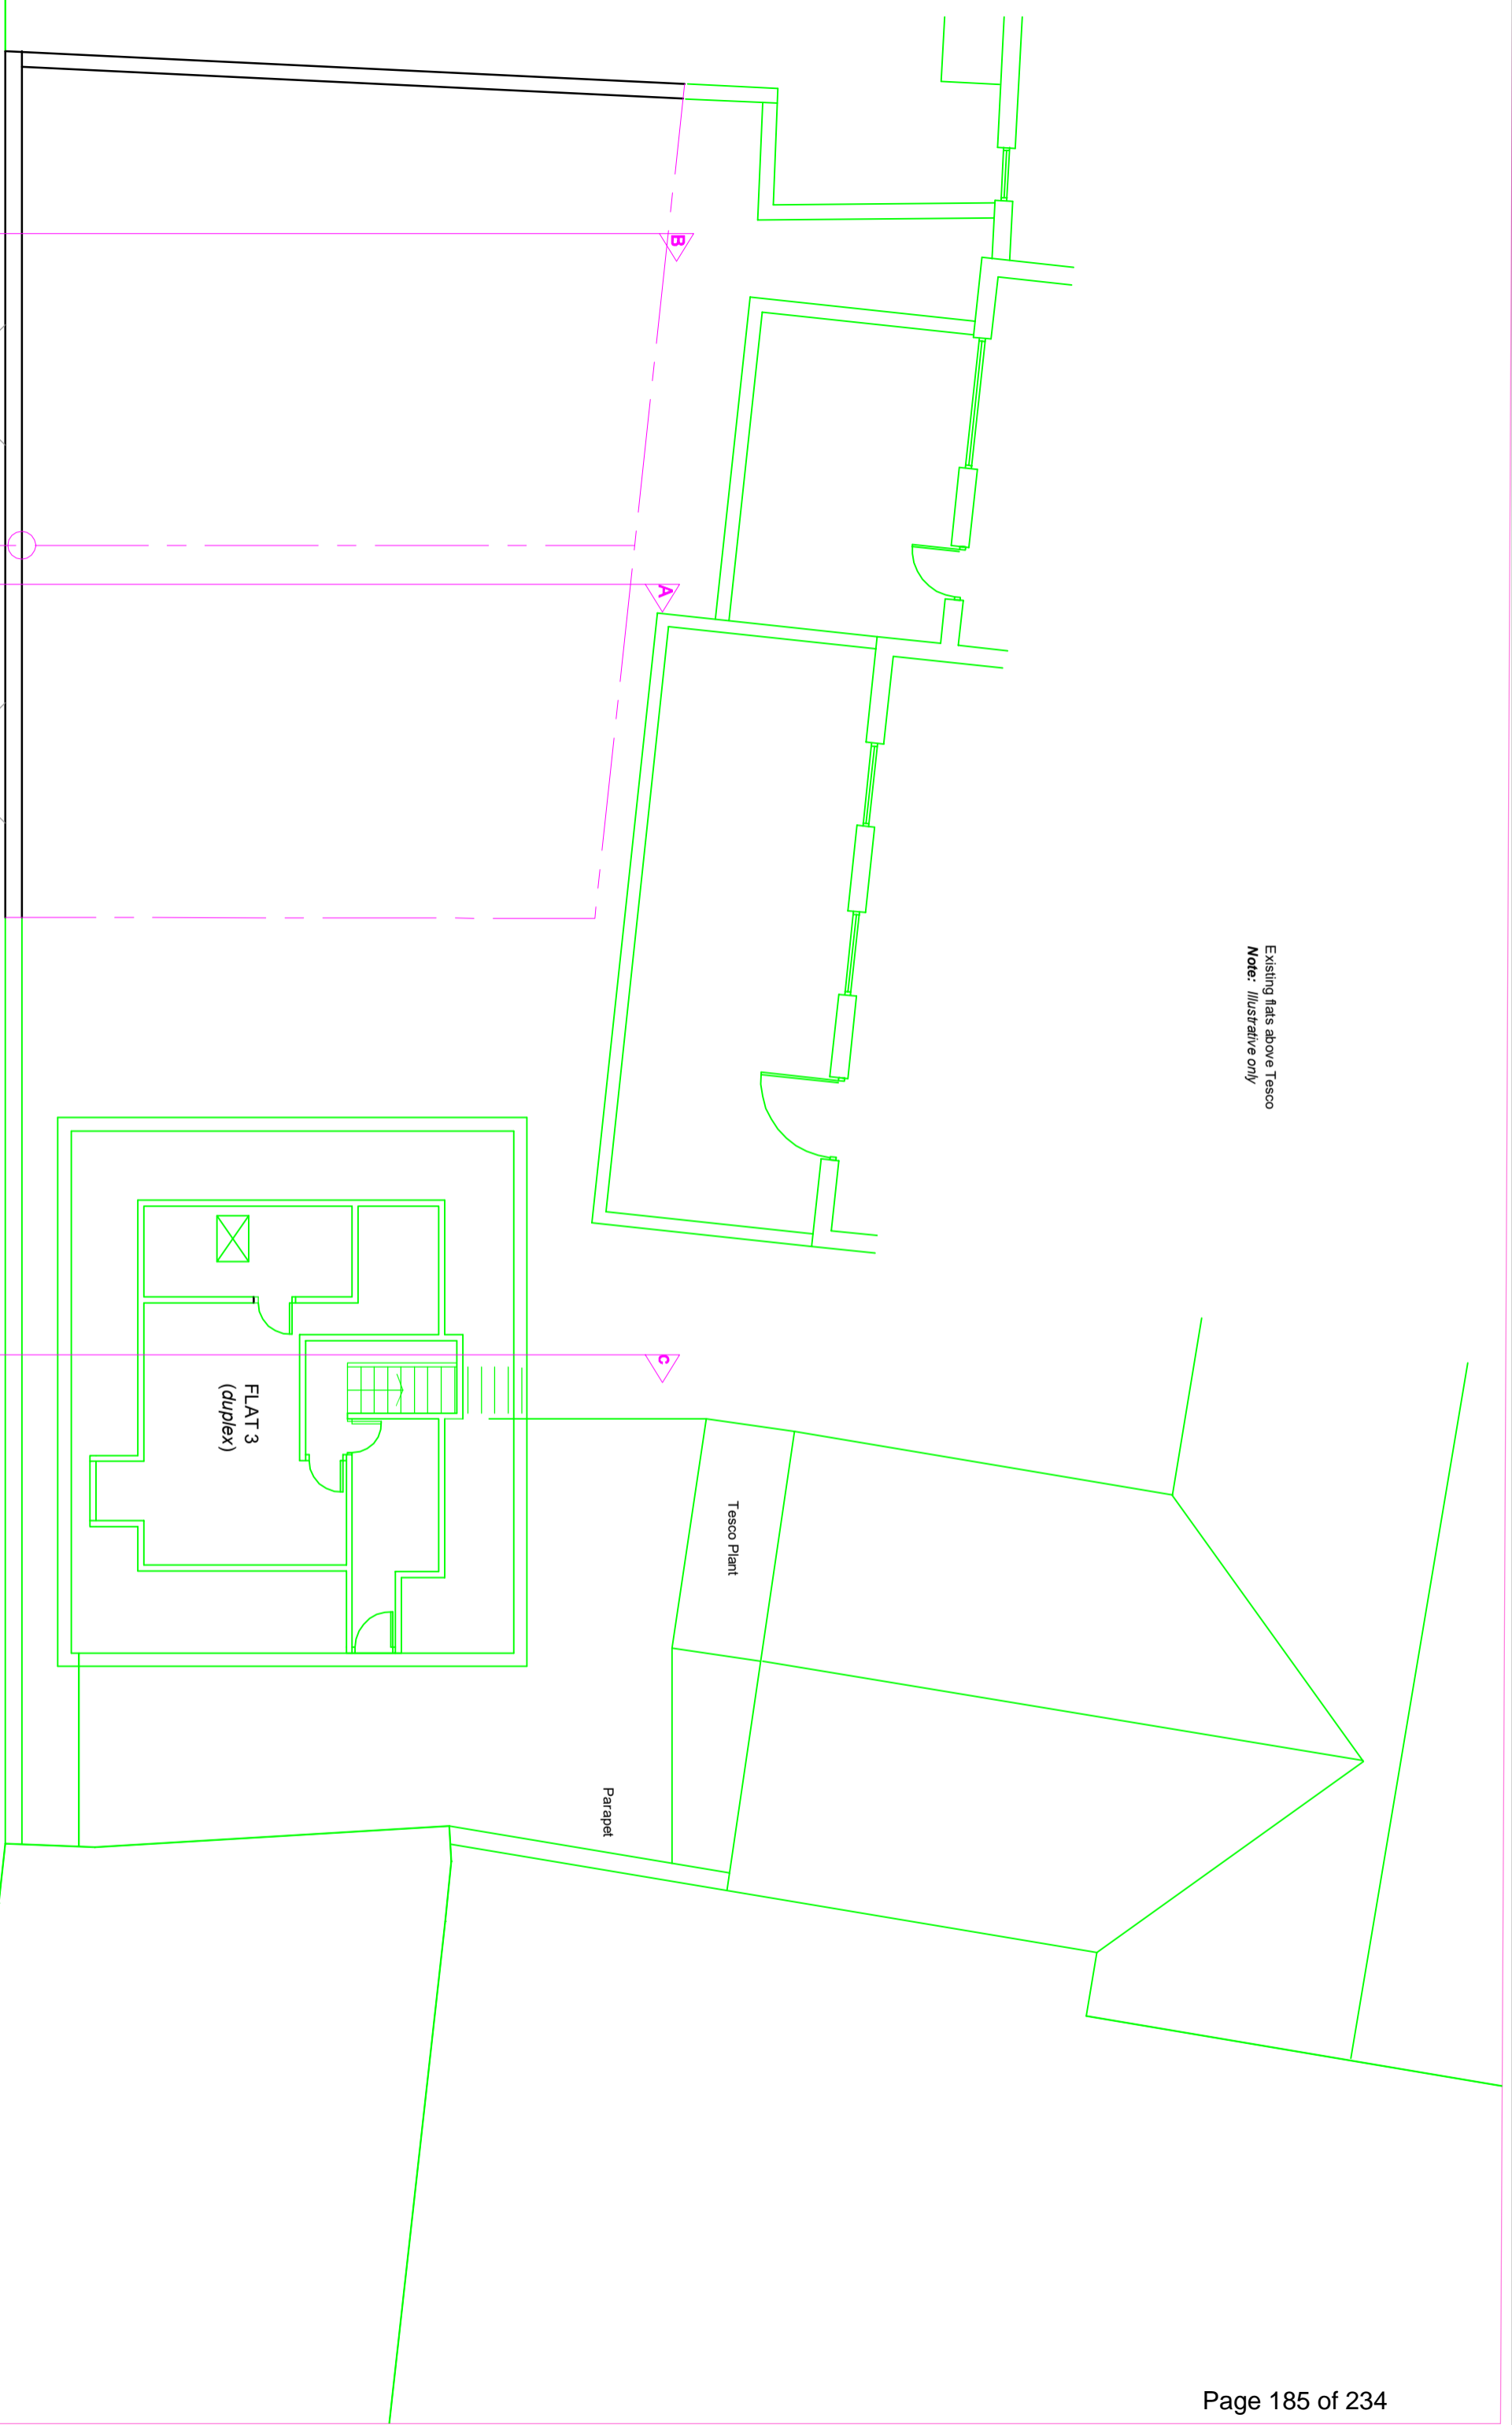 Existing flats above Tesco
Note: Illustrative only
B
A
C
FLAT 3
(duplex)
Tesco Plant
Parapet
Page 185 of 234